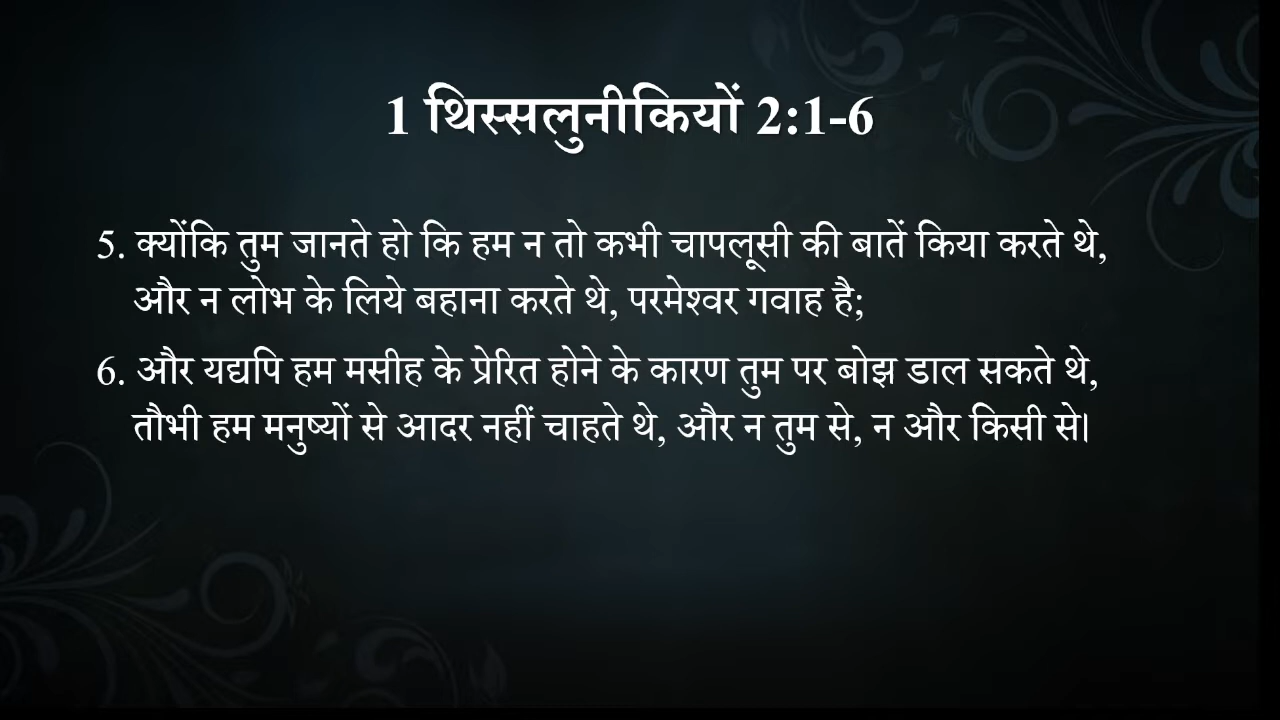 1 थिस्सलुनीकियों 2:1-6
5. क्योंकि तुम जानते हो कि हम न तो कभी चापलूसी की बातें किया करते थे,
और न लोभ के लिये बहाना करते थे, परमेश्वर गवाह है;
6. और यद्यपि हम मसीह के प्रेरित होने के कारण तुम पर बोझ डाल सकते थे,
तौभी हम मनुष्यों से आदर नहीं चाहते थे, और न तुम से, न और किसी से।